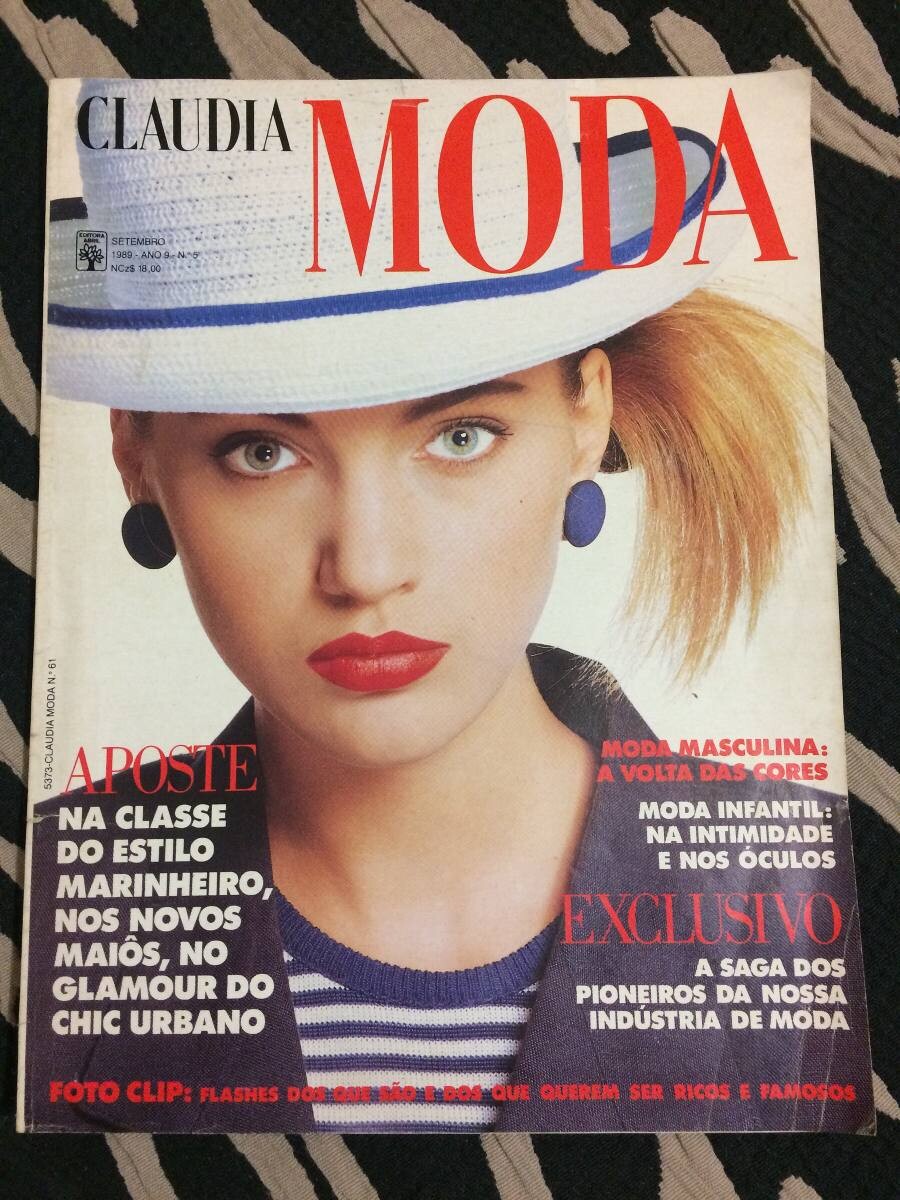 CLAUDIA MODA
EDITORA
ABRIL
SETEMBRO
1989 - ANO 9 - N.º 5
NCz$ 18,00
5373-CLAUDIA MODA N.º 61
APOSTE
NA CLASSE
DO ESTILO
MARINHEIRO,
NOS NOVOS
MAIÔS, NO
GLAMOUR DO
CHIC URBANO
MODA MASCULINA:
A VOLTA DAS CORES
MODA INFANTIL:
NA INTIMIDADE
E NOS ÓCULOS
EXCLUSIVO
A SAGA DOS
PIONEIROS DA NOSSA
INDÚSTRIA DE MODA
FOTO CLIP: FLASHES DOS QUE SÃO E DOS QUE QUEREM SER RICOS E FAMOSOS